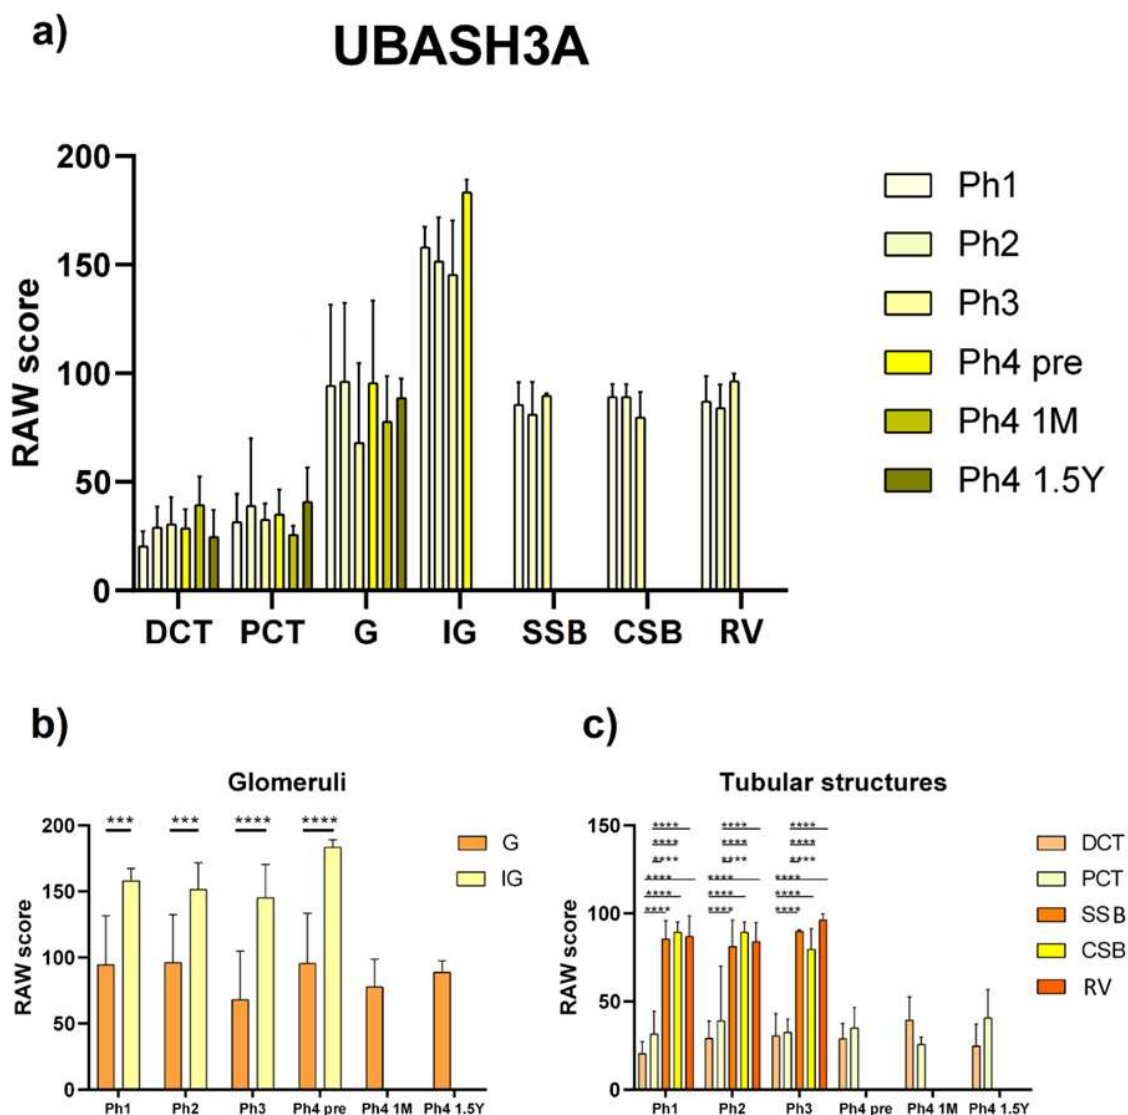 a)
UBASH3A
RAW score
200
150
100
50
0
DCT PCT G IG SSB CSB RV
Ph1
Ph2
Ph3
Ph4 pre
Ph4 1M
Ph4 1.5Y
b)
Glomeruli
RAW score
200
150
100
50
0
*** *** **** ****
Ph1 Ph2 Ph3 Ph4 pre Ph4 1M Ph4 1.5Y
G
IG
c)
Tubular structures
RAW score
150
100
50
0
**** **** ****
**** **** ****
**** **** ****
**** **** ****
**** **** ****
**** **** ****
Ph1 Ph2 Ph3 Ph4 pre Ph4 1M Ph4 1.5Y
DCT
PCT
SSB
CSB
RV